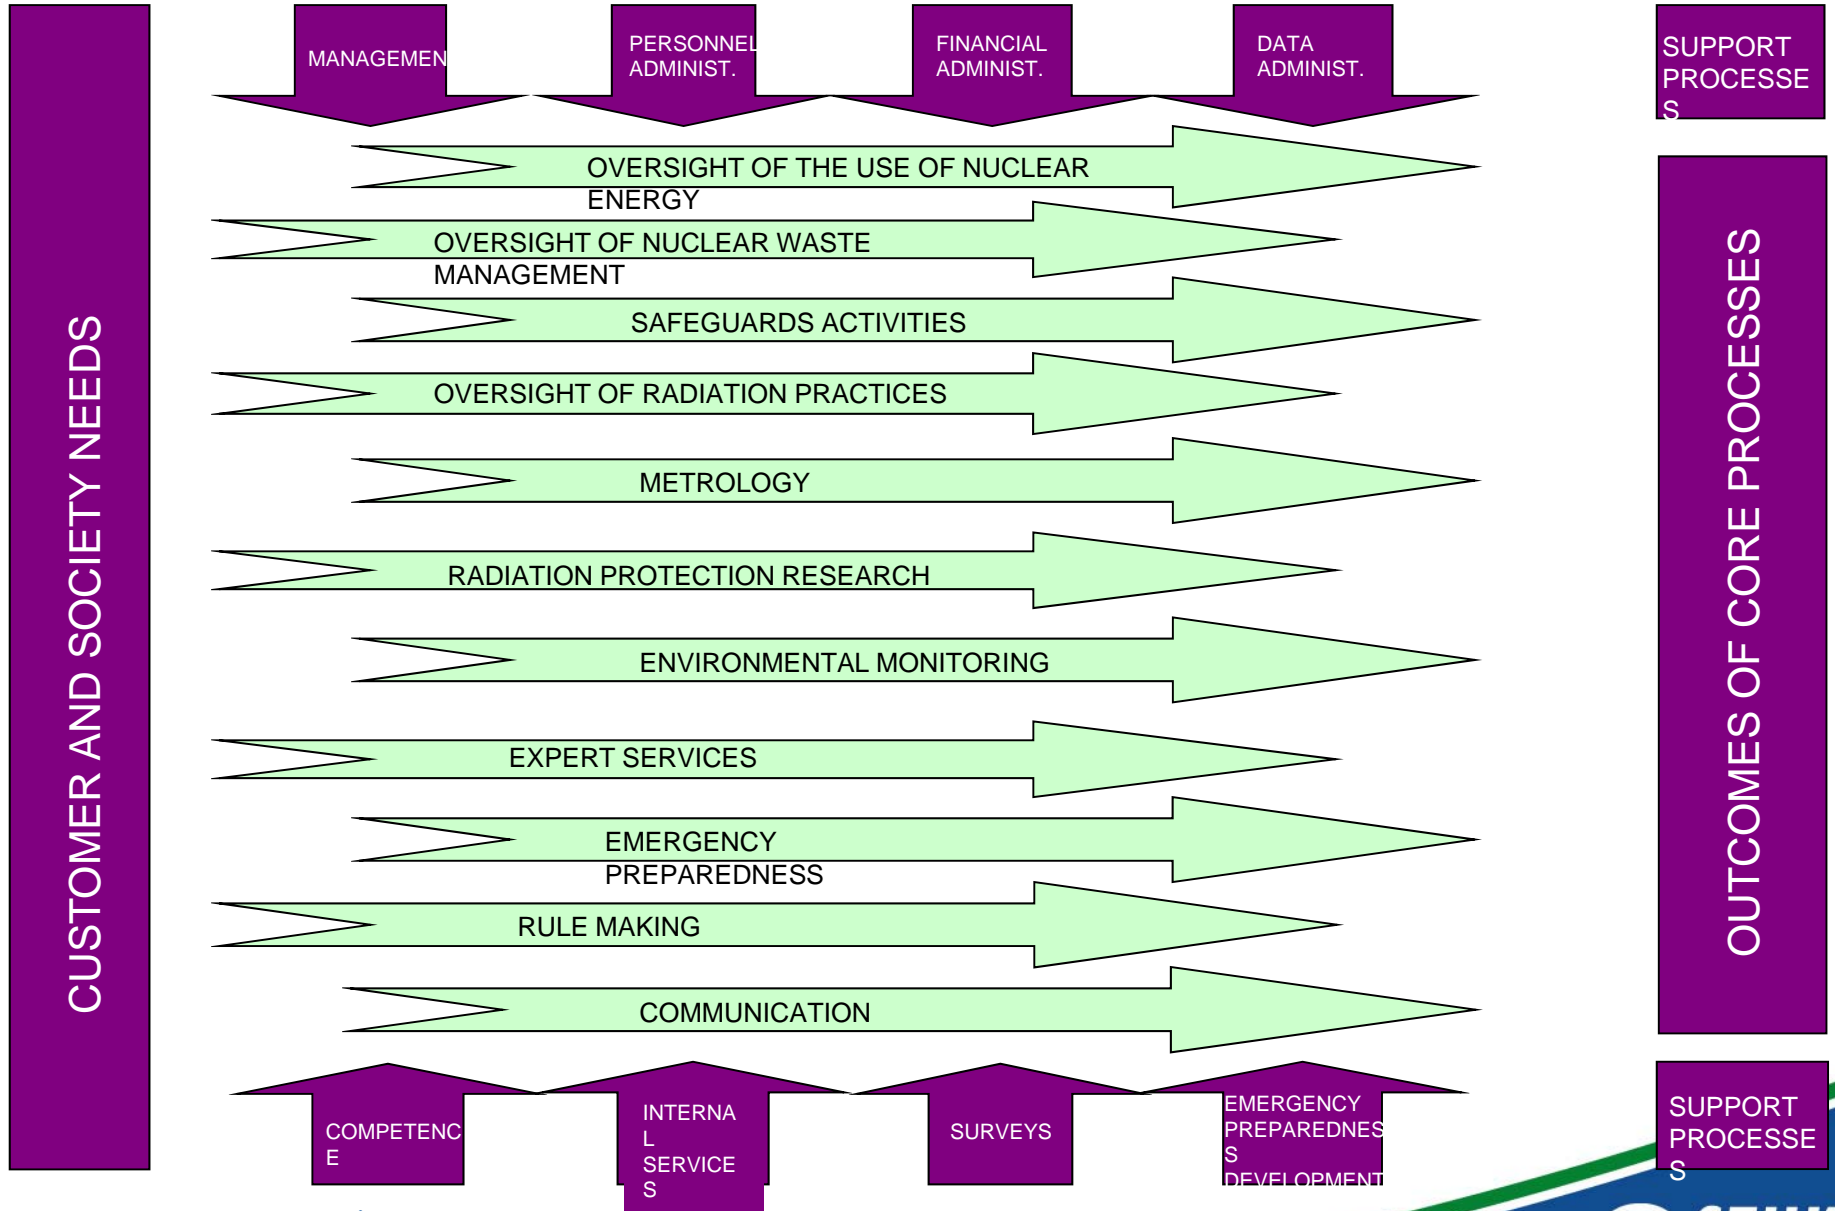 MANAGEMEN
PERSONNEL
ADMINIST.
FINANCIAL
ADMINIST.
DATA
ADMINIST.
SUPPORT
PROCESSE
S
CUSTOMER AND SOCIETY NEEDS
OVERSIGHT OF THE USE OF NUCLEAR
ENERGY
OVERSIGHT OF NUCLEAR WASTE
MANAGEMENT
SAFEGUARDS ACTIVITIES
OVERSIGHT OF RADIATION PRACTICES
METROLOGY
RADIATION PROTECTION RESEARCH
ENVIRONMENTAL MONITORING
EXPERT SERVICES
EMERGENCY
PREPAREDNESS
RULE MAKING
COMMUNICATION
OUTCOMES OF CORE PROCESSES
COMPETENC
E
INTERNA
L
SERVICE
S
SURVEYS
EMERGENCY
PREPAREDNES
S
DEVELOPMENT
SUPPORT
PROCESSE
S